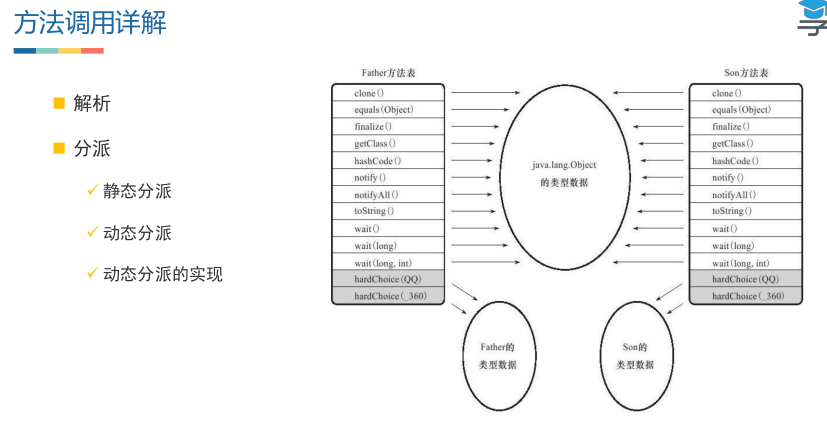 方法调用详解
解析
分派
静态分派
动态分派
动态分派的实现
Father方法表
clone()
equals(Object)
finalize()
getClass()
hashCode()
notify()
notifyAll()
toString()
wait()
wait(long)
wait(long, int)
hardChoice(QQ)
hardChoice(_360)
java.lang.Object
的类型数据
Father的
类型数据
Son方法表
clone()
equals(Object)
finalize()
getClass()
hashCode()
notify()
notifyAll()
toString()
wait()
wait(long)
wait(long, int)
hardChoice(QQ)
hardChoice(_360)
Son的
类型数据